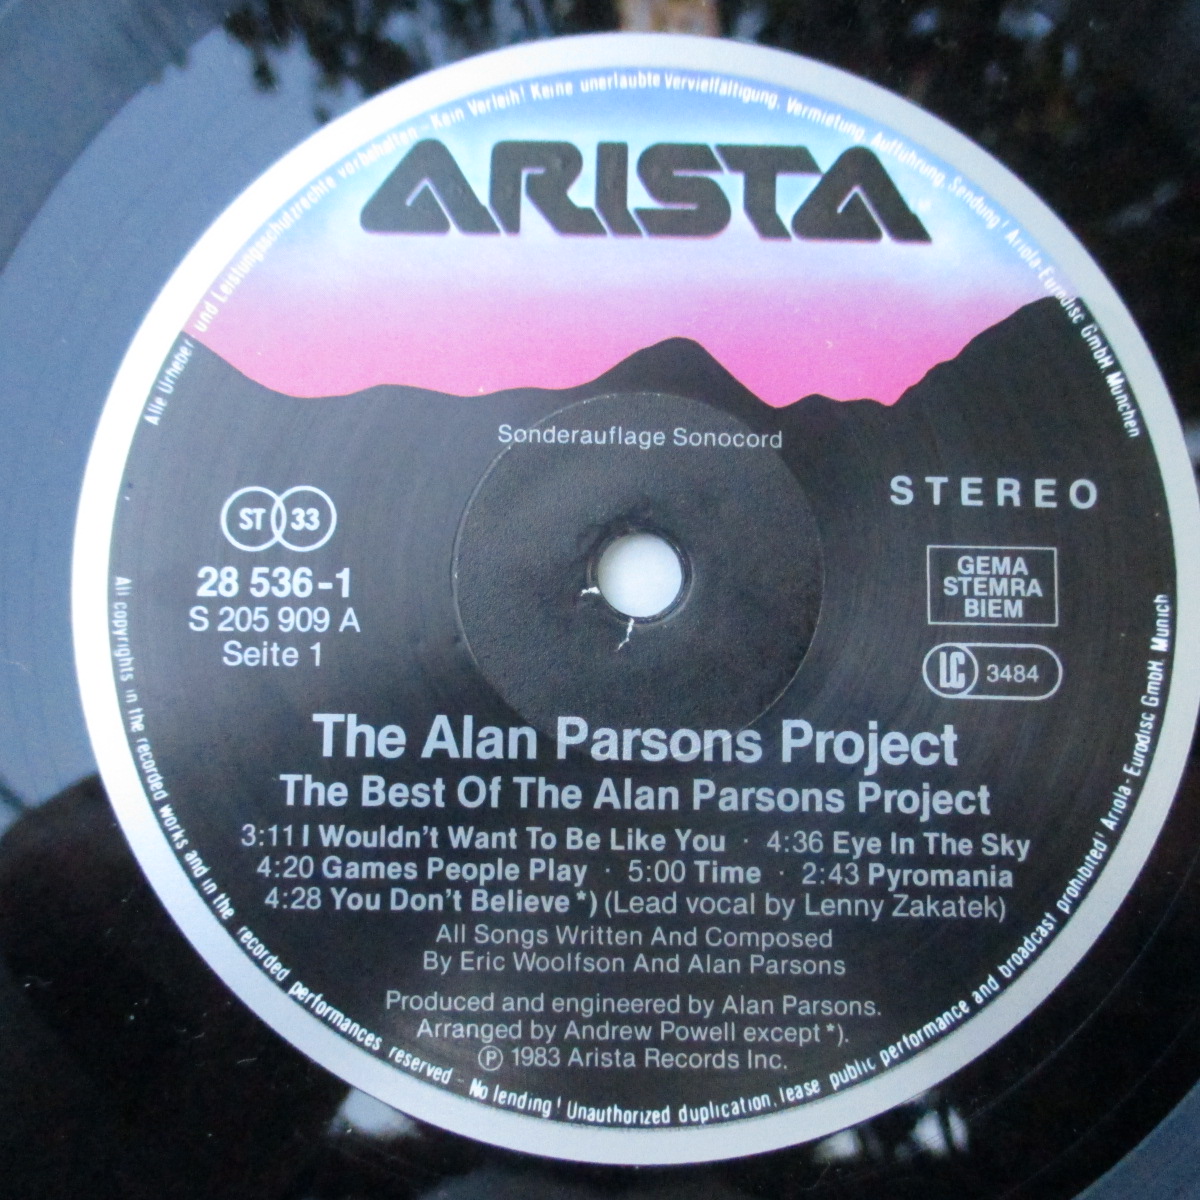 Alle Urheber und Leistungsschutzrechte vorbehalten - Kein Verleih! Keine unerlaubte Vervielfältigung, Vermietung, Aufführung, Sendung! Ariola-Eurodisc GmbH München
ARISTA
Sonderauflage Sonocord
STEREO
ST 33
28 536-1
S 205 909 A
Seite 1
GEMA
STEMRA
BIEM
LC 3484
The Alan Parsons Project
The Best Of The Alan Parsons Project
3:11 I Wouldn't Want To Be Like You · 4:36 Eye In The Sky
4:20 Games People Play · 5:00 Time · 2:43 Pyromania
4:28 You Don't Believe *) (Lead vocal by Lenny Zakatek)
All Songs Written And Composed
By Eric Woolfson And Alan Parsons
Produced and engineered by Alan Parsons.
Arranged by Andrew Powell except *).
℗ 1983 Arista Records Inc.
All copyrights in the recorded works and in the recorded performances reserved - No lending! Unauthorized duplication, lease public performance and broadcast prohibited! Ariola-Eurodisc GmbH, Munich